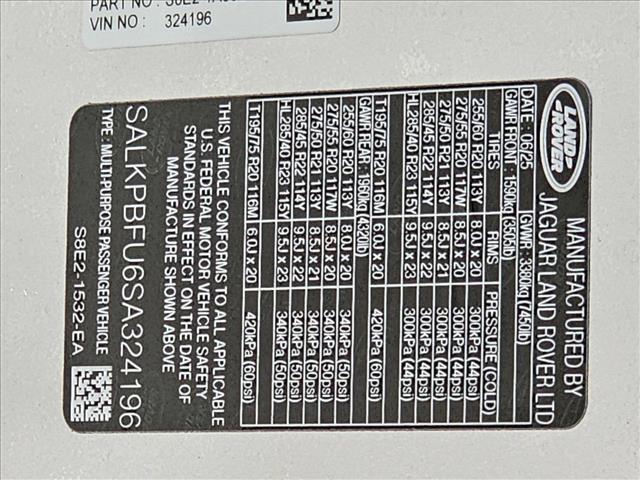 PART NO :
VIN NO : 324196
LAND-
ROVER
MANUFACTURED BY
JAGUAR LAND ROVER LTD
DATE : 06/25 GVWR : 3380kg (7450lb)
GAWR FRONT : 1590kg (3505lb)
TIRES RIMS PRESSURE (COLD)
255/60 R20 113Y 8.0J x 20 300kPa (44psi)
275/55 R20 117W 8.5J x 20 300kPa (44psi)
275/50 R21 113Y 8.5J x 21 300kPa (44psi)
285/45 R22 114Y 9.5J x 22 300kPa (44psi)
HL285/40 R23 115Y 9.5J x 23 300kPa (44psi)
T195/75 R20 116M 6.0J x 20 420kPa (60psi)
GAWR REAR : 1960kg (4320lb)
255/60 R20 113Y 8.0J x 20 340kPa (50psi)
275/55 R20 117W 8.5J x 20 340kPa (50psi)
275/50 R21 113Y 8.5J x 21 340kPa (50psi)
285/45 R22 114Y 9.5J x 22 340kPa (50psi)
HL285/40 R23 115Y 9.5J x 23 340kPa (50psi)
T195/75 R20 116M 6.0J x 20 420kPa (60psi)
THIS VEHICLE CONFORMS TO ALL APPLICABLE
U.S. FEDERAL MOTOR VEHICLE SAFETY
STANDARDS IN EFFECT ON THE DATE OF
MANUFACTURE SHOWN ABOVE
SALKPBFU6SA324196
TYPE : MULTI-PURPOSE PASSENGER VEHICLE
S8E2-1532-EA